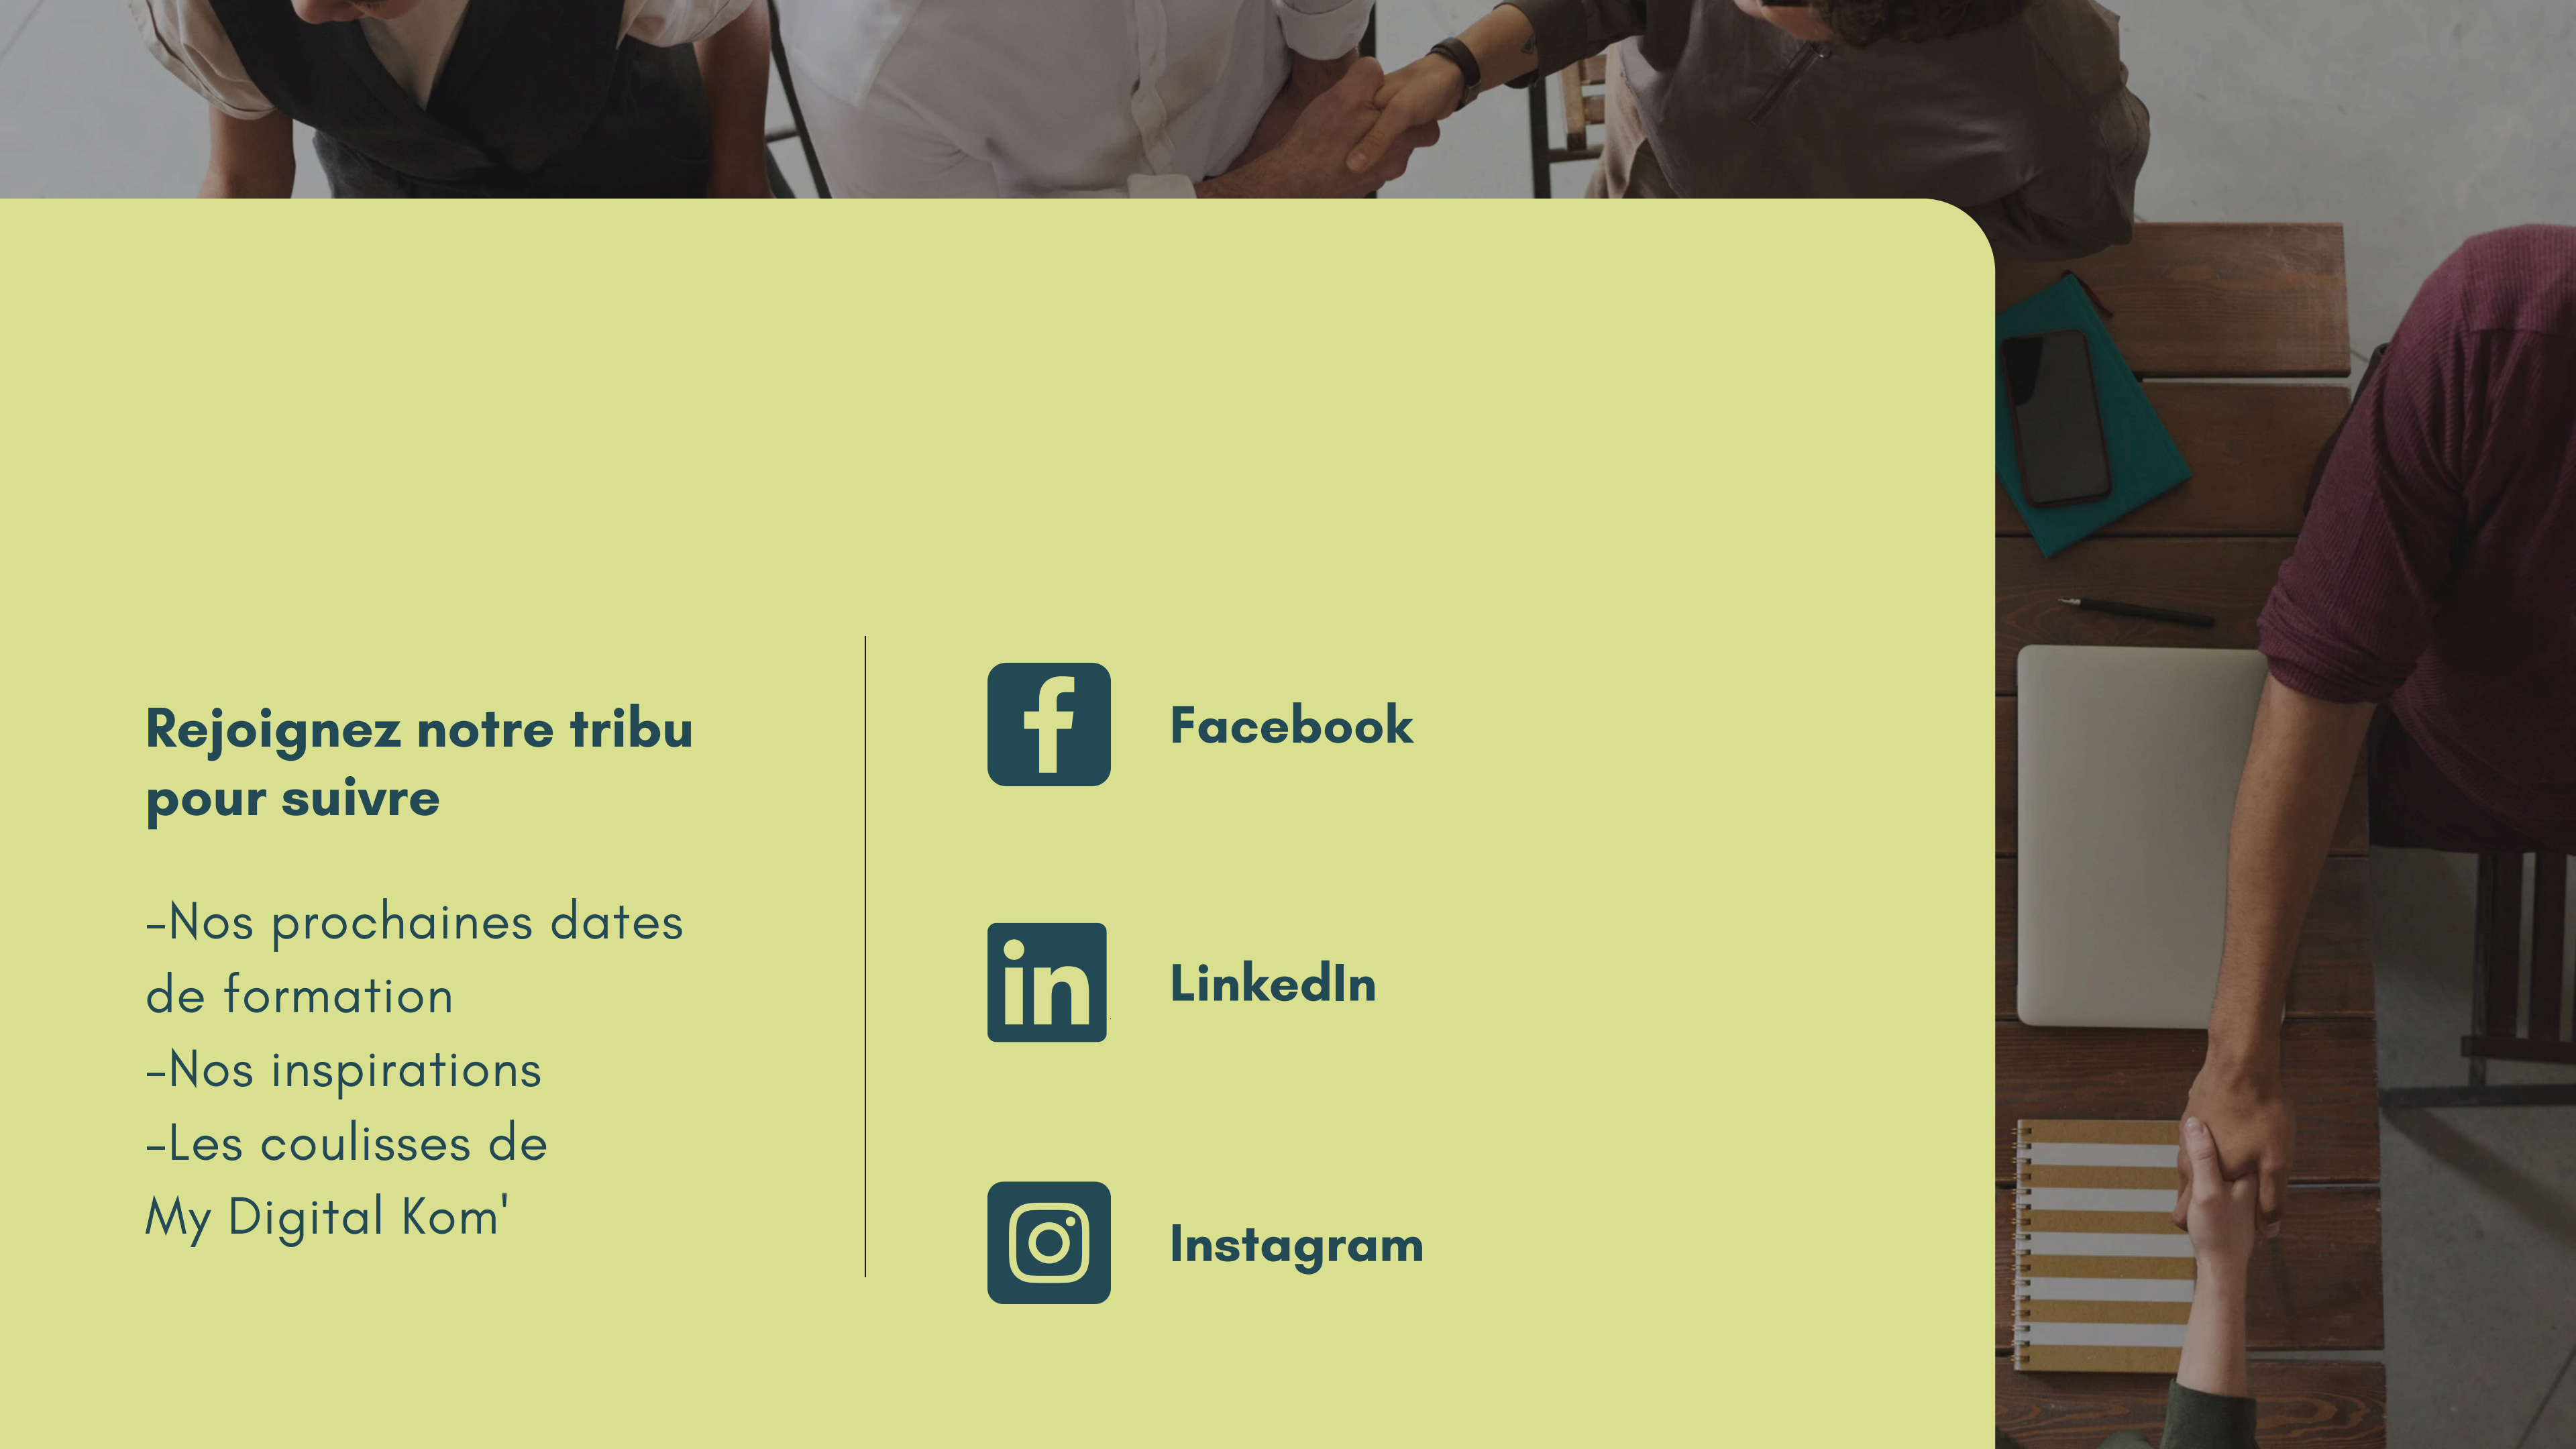 Rejoignez notre tribu
pour suivre
-Nos prochaines dates
de formation
-Nos inspirations
-Les coulisses de
My Digital Kom'
Facebook
in
LinkedIn
Instagram